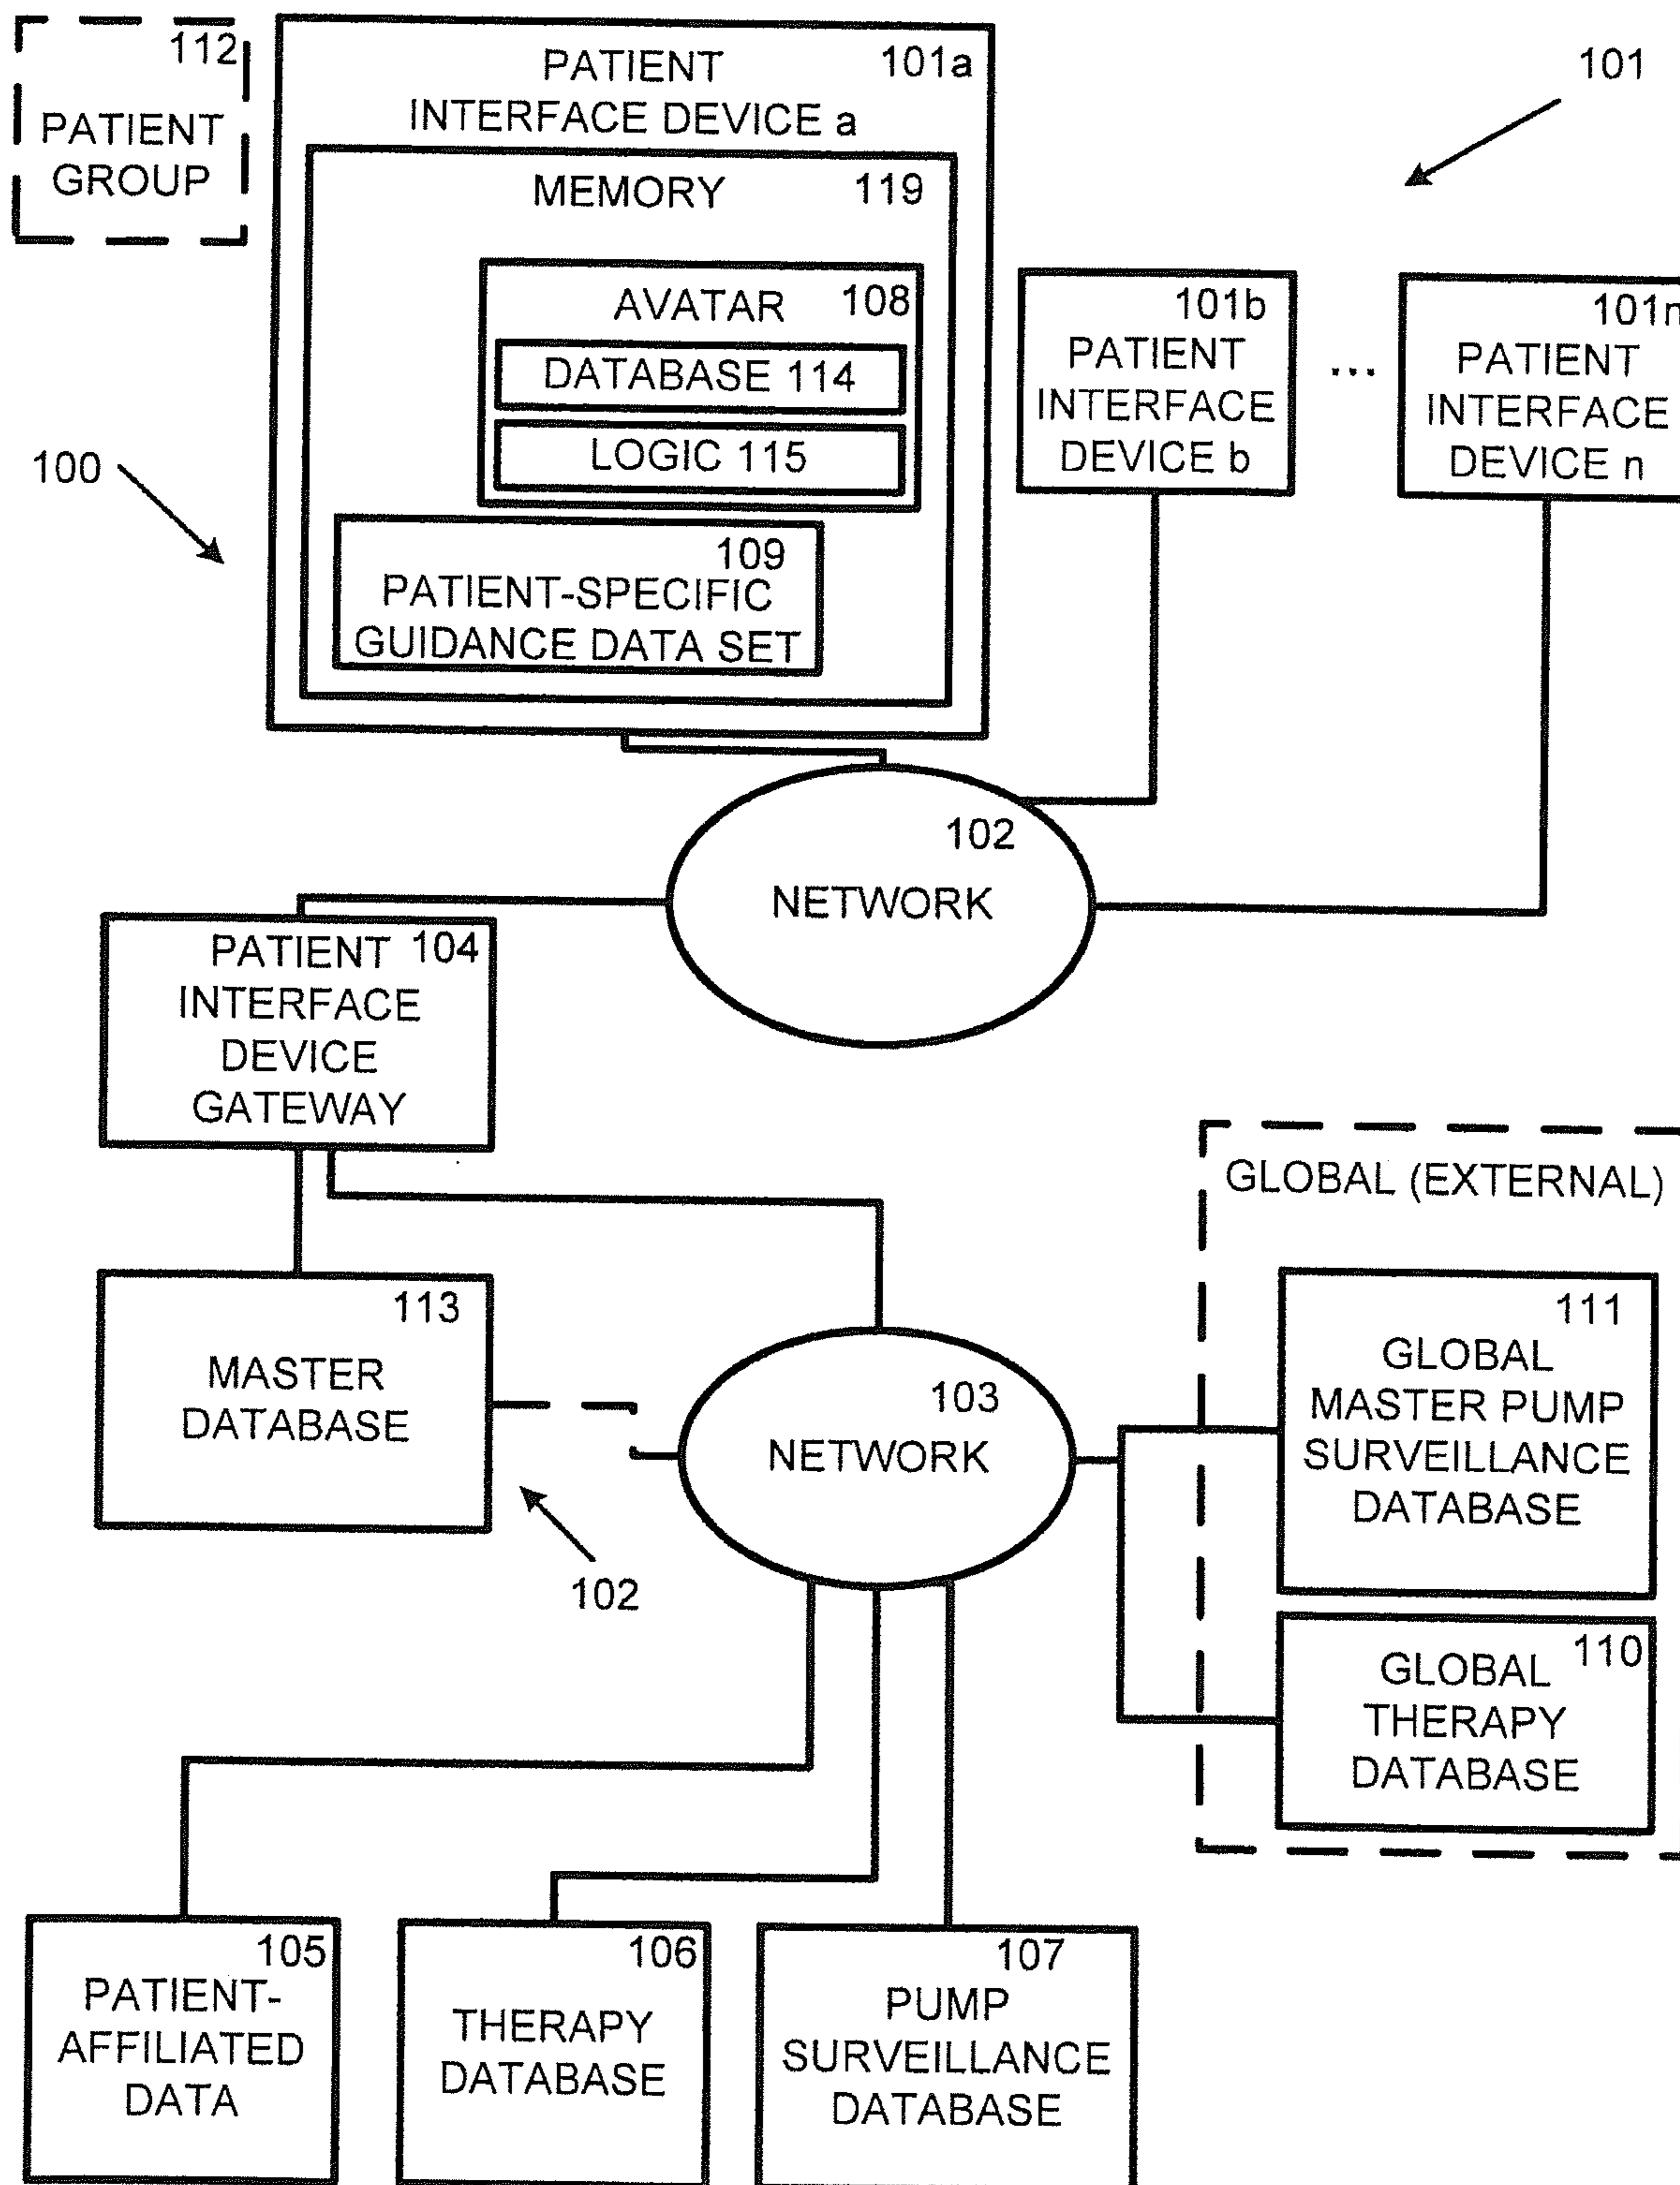 112
PATIENT
GROUP
PATIENT 101a
INTERFACE DEVICE a
MEMORY 119
AVATAR 108
DATABASE 114
LOGIC 115
109
PATIENT-SPECIFIC
GUIDANCE DATA SET
100
101
101b
PATIENT
INTERFACE
DEVICE b
...
101n
PATIENT
INTERFACE
DEVICE n
102
NETWORK
PATIENT 104
INTERFACE
DEVICE
GATEWAY
113
MASTER
DATABASE
102
103
NETWORK
GLOBAL (EXTERNAL)
111
GLOBAL
MASTER PUMP
SURVEILLANCE
DATABASE
110
GLOBAL
THERAPY
DATABASE
105
PATIENT-
AFFILIATED
DATA
106
THERAPY
DATABASE
107
PUMP
SURVEILLANCE
DATABASE